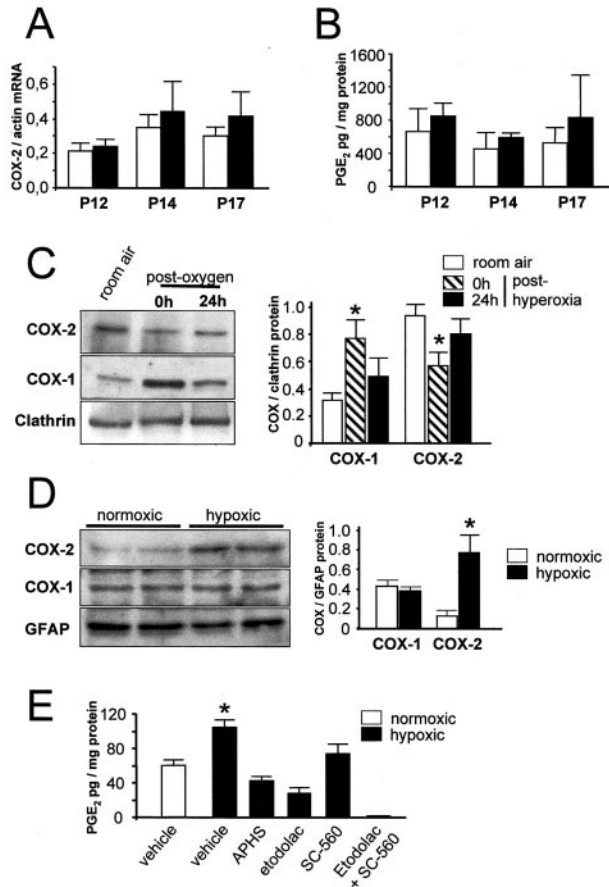 A
COX-2 / actin mRNA
0,6
0,4
0,2
0,0
P12 P14 P17
B
PGE₂ pg / mg protein
1600
1200
800
400
0
P12 P14 P17
C
room air
post-oxygen
0h 24h
COX-2
COX-1
Clathrin
room air
0h
24h
post-
hyperoxia
COX / clathrin protein
1.0
0.8
0.6
0.4
0.2
0
*
*
COX-1 COX-2
D
normoxic hypoxic
COX-2
COX-1
GFAP
COX / GFAP protein
1.0
0.8
0.6
0.4
0.2
0
*
COX-1 COX-2
normoxic
hypoxic
E
PGE₂ pg / mg protein
120
80
40
0
*
normoxic
hypoxic
vehicle
vehicle
APHS
etodolac
SC-560
Etodolac
+ SC-560